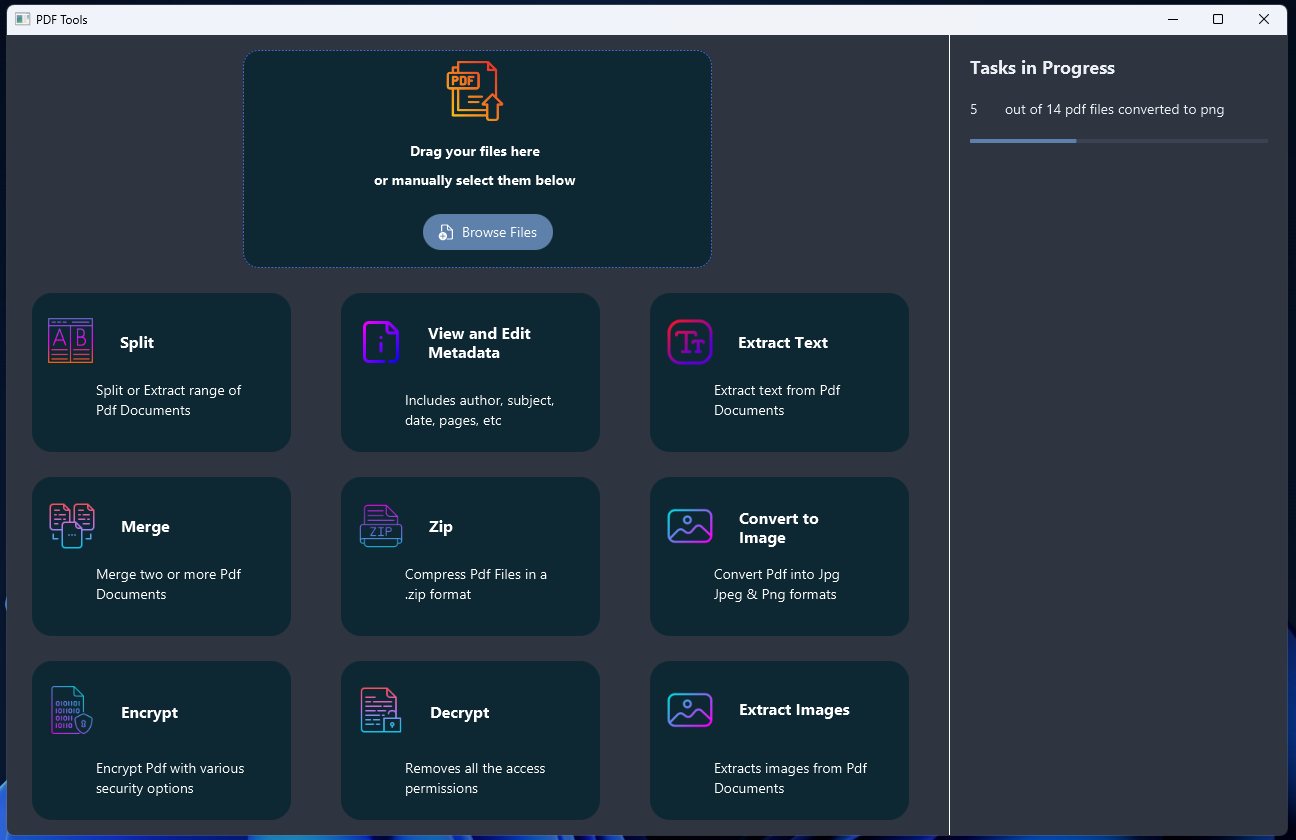 PDF Tools
PDF
Drag your files here
or manually select them below
Browse Files
Split
Split or Extract range of
Pdf Documents
View and Edit
Metadata
Includes author, subject,
date, pages, etc
Extract Text
Extract text from Pdf
Documents
Merge
Merge two or more Pdf
Documents
ZIP
Zip
Compress Pdf Files in a
.zip format
Convert to
Image
Convert Pdf into Jpg
Jpeg & Png formats
Encrypt
Encrypt Pdf with various
security options
Decrypt
Removes all the access
permissions
Extract Images
Extracts images from Pdf
Documents
Tasks in Progress
5 out of 14 pdf files converted to png